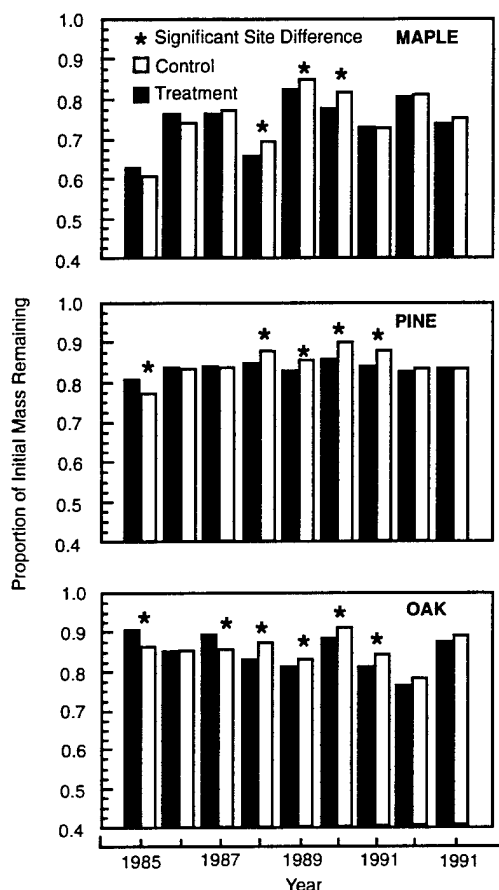 * Significant Site Difference
MAPLE
Control
Treatment
1.0
0.9
0.8
0.7
0.6
0.5
0.4
* * *
PINE
1.0
0.9
0.8
0.7
0.6
0.5
0.4
* * * * *
OAK
1.0
0.9
0.8
0.7
0.6
0.5
0.4
* * * * * *
Proportion of Initial Mass Remaining
1985 1987 1989 1991 1991
Year